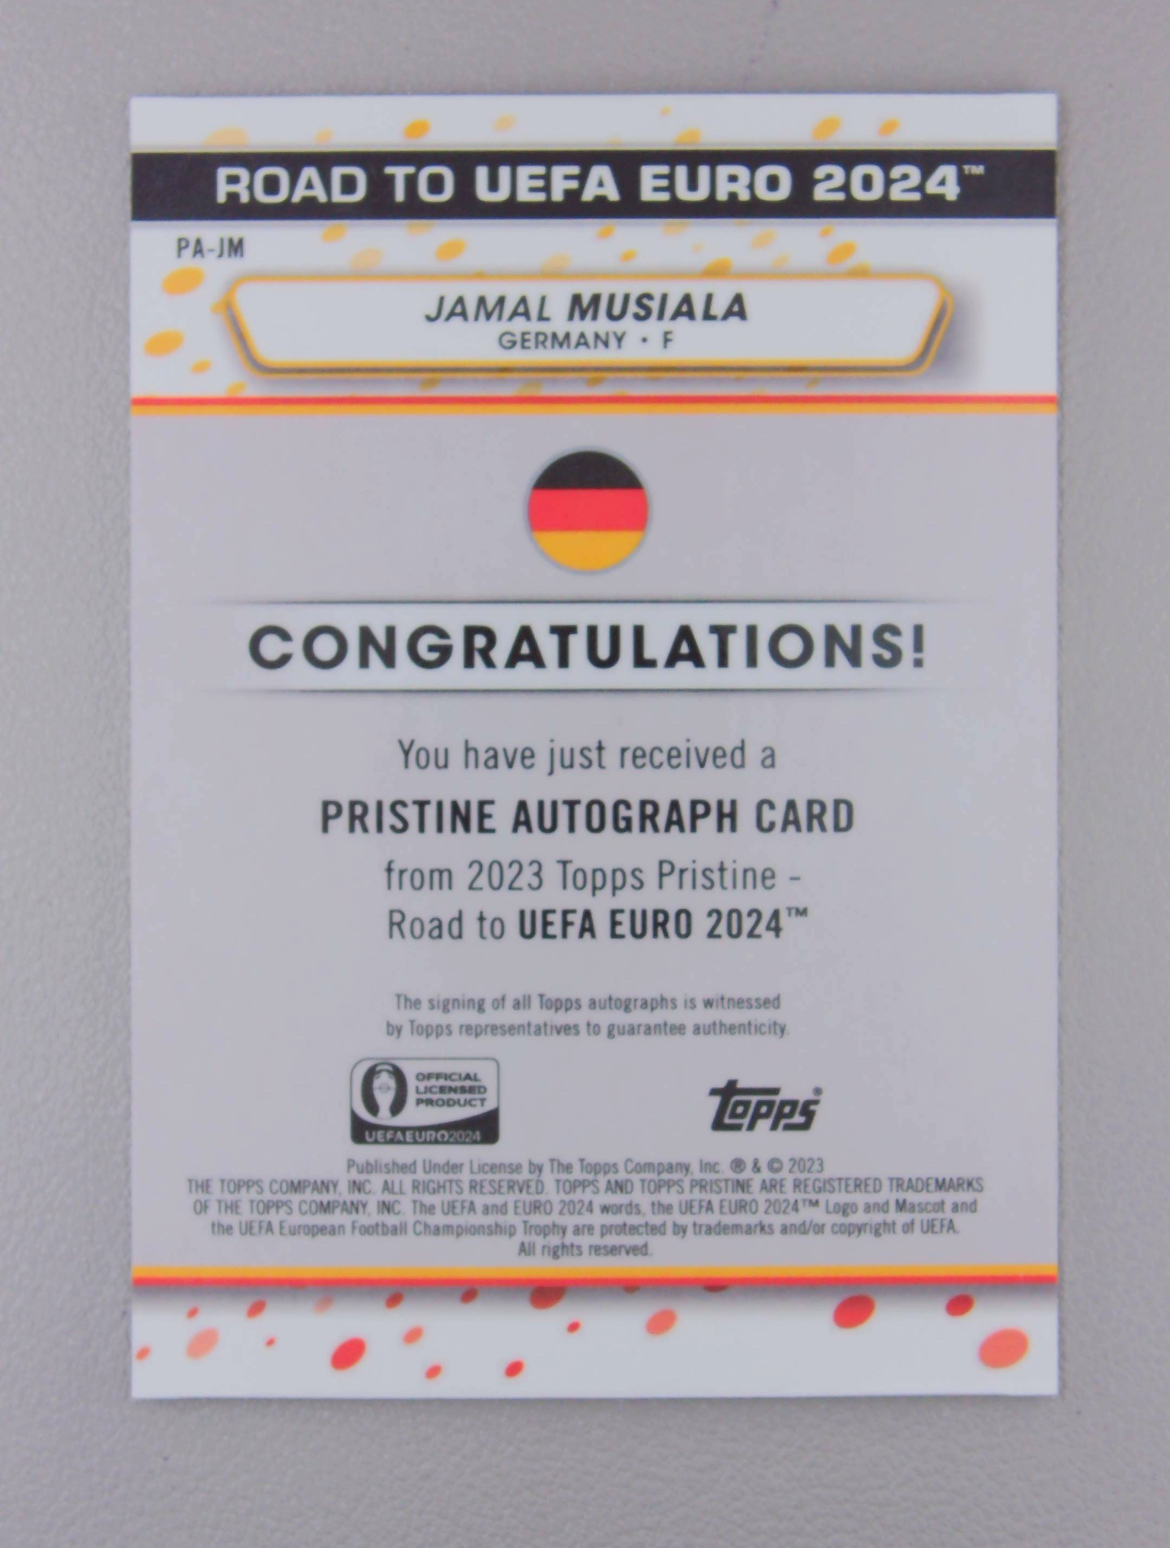 ROAD TO UEFA EURO 2024™
PA-JM
JAMAL MUSIALA
GERMANY • F
CONGRATULATIONS!
You have just received a
PRISTINE AUTOGRAPH CARD
from 2023 Topps Pristine -
Road to UEFA EURO 2024™
The signing of all Topps autographs is witnessed
by Topps representatives to guarantee authenticity.
OFFICIAL
LICENSED
PRODUCT
UEFAEURO2024
Topps®
Published Under License by The Topps Company, Inc. ® & © 2023
THE TOPPS COMPANY, INC. ALL RIGHTS RESERVED. TOPPS AND TOPPS PRISTINE ARE REGISTERED TRADEMARKS
OF THE TOPPS COMPANY, INC. The UEFA and EURO 2024 words, the UEFA EURO 2024™ Logo and Mascot and
the UEFA European Football Championship Trophy are protected by trademarks and/or copyright of UEFA.
All rights reserved.